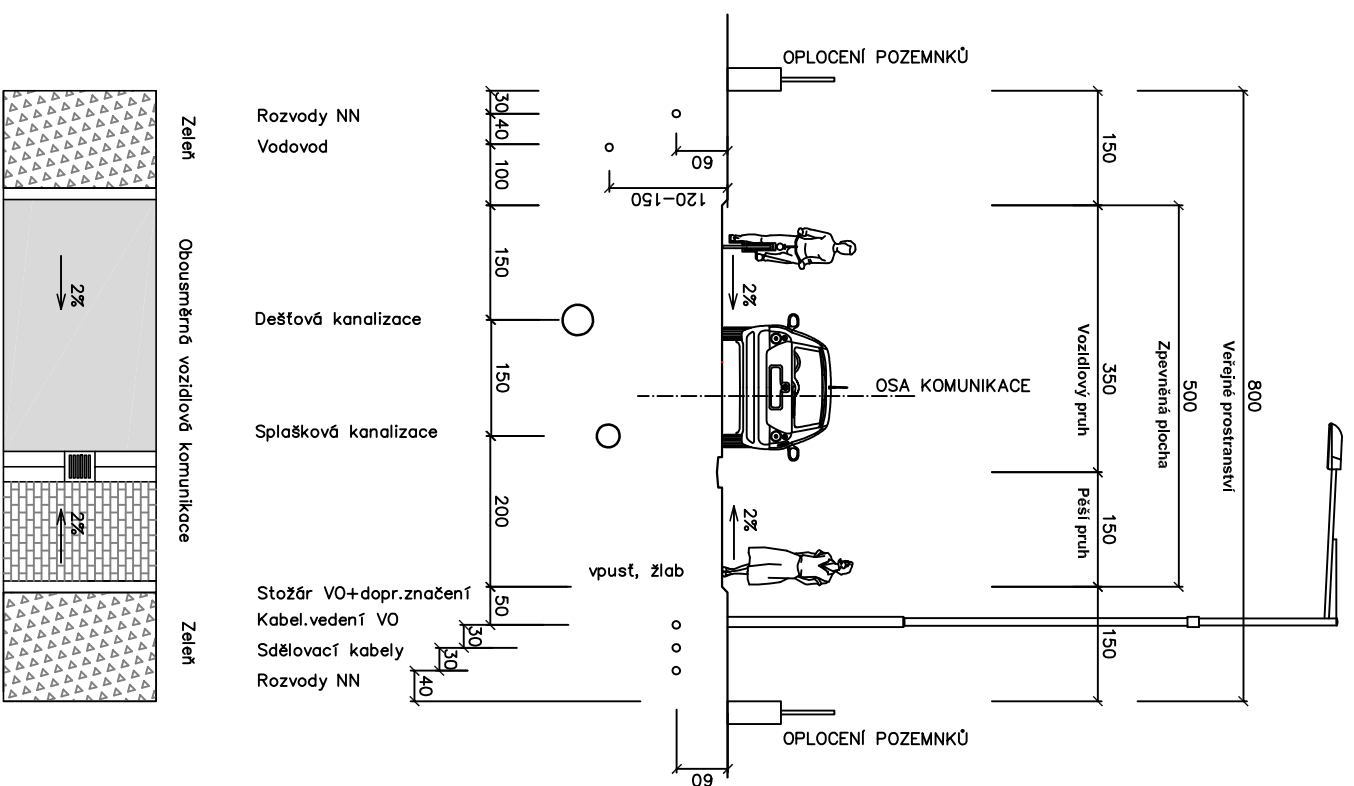 OPLOCENÍ POZEMNKŮ
Rozvody NN
Vodovod
Dešťová kanalizace
Splašková kanalizace
Stožár VO+dopr.značení
Kabel.vedení VO
Sdělovací kabely
Rozvody NN
vpusť, žlab
OSA KOMUNIKACE
OPLOCENÍ POZEMNKŮ
Zeleň
Obousměrná vozidlová komunikace
Zeleň
2%
2%
30
40
100
150
150
200
50
30
30
40
60
120-150
60
2%
2%
150
350
Vozidlový pruh
150
Pěší pruh
150
500
Zpevněná plocha
800
Veřejné prostranství